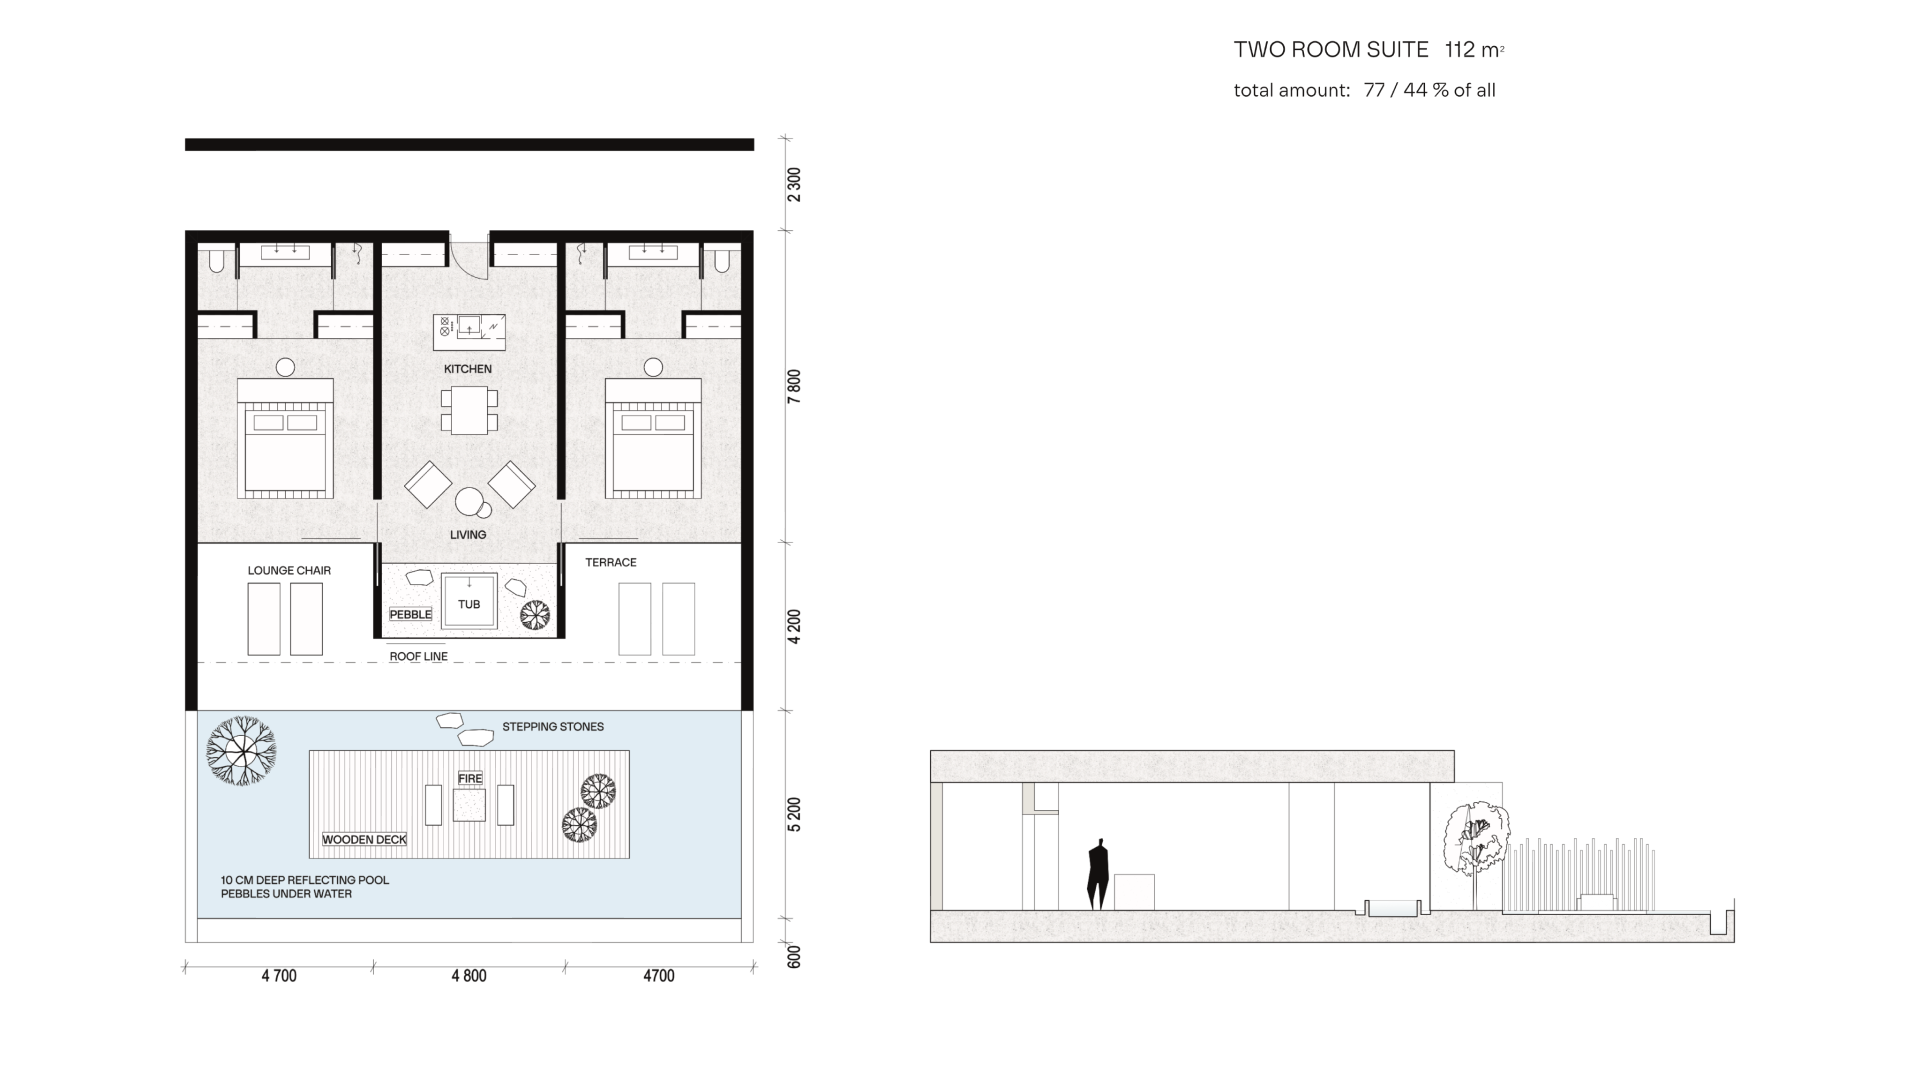 TWO ROOM SUITE 112 m²
total amount: 77 / 44 % of all
2 300
7 800
4 200
5 200
600
KITCHEN
LIVING
LOUNGE CHAIR
TERRACE
PEBBLE
TUB
ROOF LINE
STEPPING STONES
FIRE
WOODEN DECK
10 CM DEEP REFLECTING POOL
PEBBLES UNDER WATER
4 700
4 800
4700